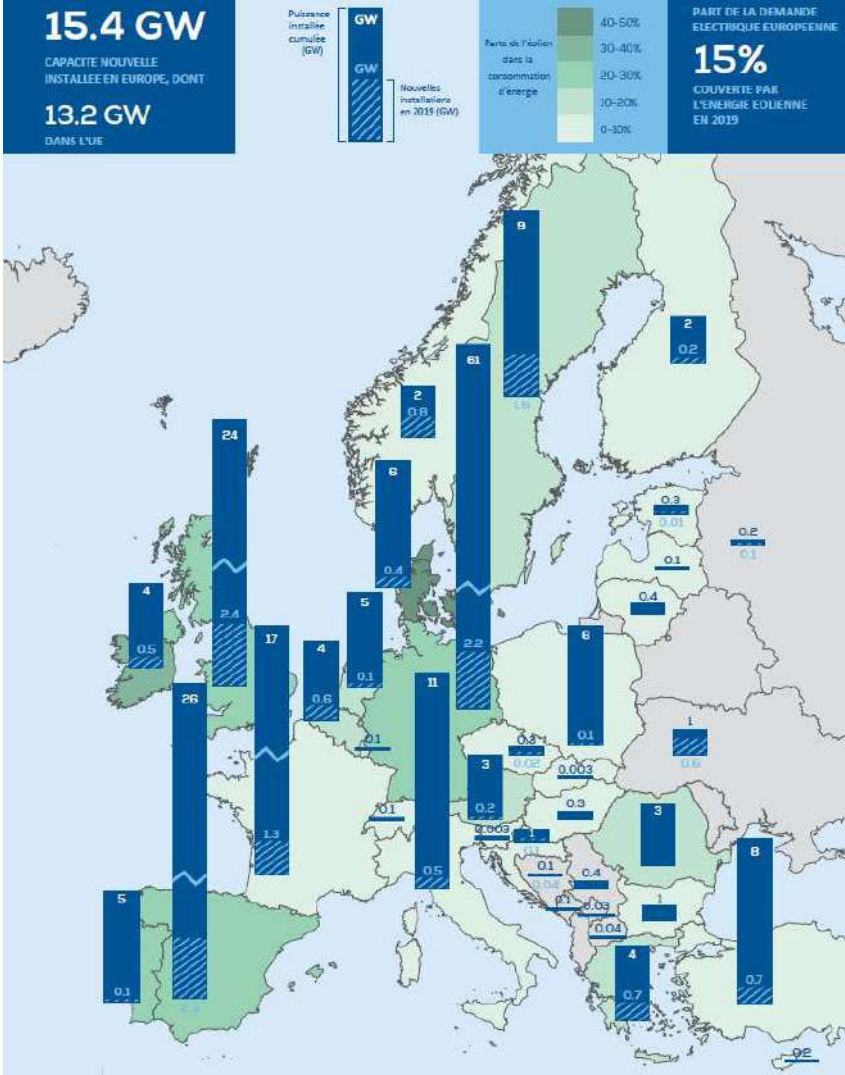 15.4 GW
CAPACITE NOUVELLE
INSTALLEE EN EUROPE, DONT
13.2 GW
DANS L'UE
Puissance
installée
cumulée
(GW)
GW
GW
Nouvelles
installations
en 2019 (GW)
Parts de l'éolien
dans la
consommation
d'énergie
40-50%
30-40%
20-30%
10-20%
0-10%
PART DE LA DEMANDE
ELECTRIQUE EUROPEENNE
15%
COUVERTE PAR
L'ENERGIE EOLIENNE
EN 2019
9
1.6
2
0.2
61
2.2
2
0.8
24
2.4
6
0.4
0.3
0.01
0.2
0.1
0.1
0.4
4
0.5
5
0.1
17
1.3
4
0.6
6
0.1
11
0.5
26
1
0.6
0.1
0.3
0.02
3
0.2
0.003
0.1
0.3
3
0.003
1
0.1
8
0.7
0.1
0.04
0.4
5
0.1
0.1
0.03
1
0.04
4
0.7
0.2